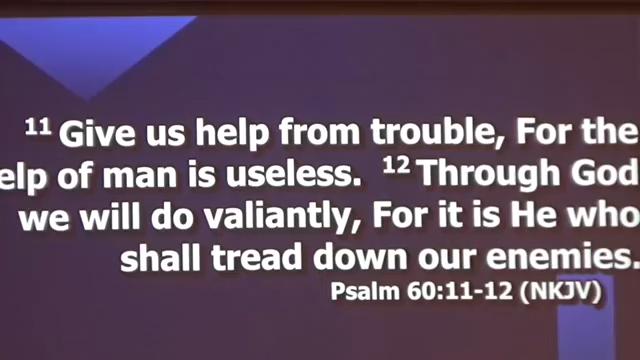 11 Give us help from trouble, For the
elp of man is useless. 12 Through God
we will do valiantly, For it is He who
shall tread down our enemies.
Psalm 60:11-12 (NKJV)